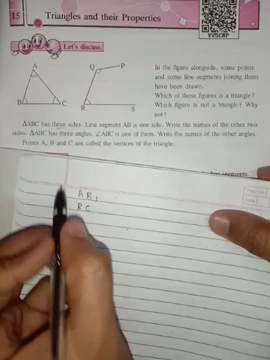 15 Triangles and their Properties
YV5C8P
Let's discuss.
A
B C
Q P
R S
In the figure alongside, some points
and some line segments joining them
have been drawn.
Which of these figures is a triangle?
Which figure is not a triangle? Why
not?
ΔABC has three sides. Line segment AB is one side. Write the names of the other two
sides. ΔABC has three angles. ∠ABC is one of them. Write the names of the other angles.
Points A, B and C are called the vertices of the triangle.
segments
AB,
BC